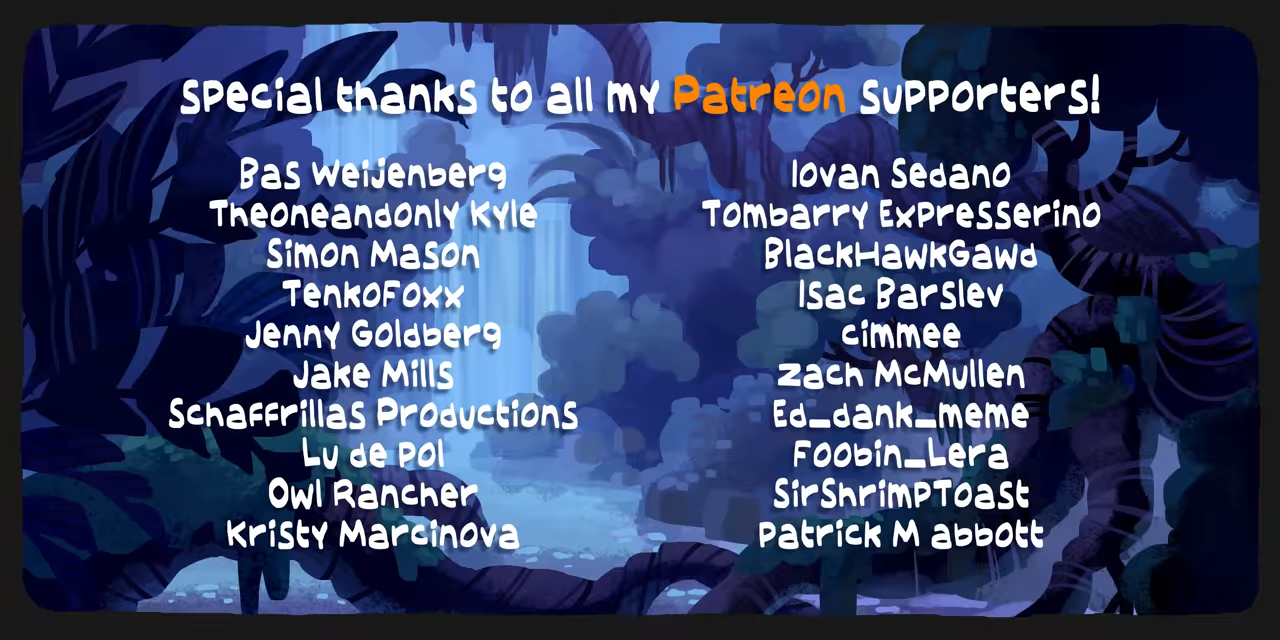 special thanks to all my Patreon supporters!
Bas Weijenberg
Theoneandonly Kyle
Simon Mason
TenkoFoxx
Jenny Goldberg
Jake Mills
Schaffrillas Productions
Lu de Pol
Owl Rancher
Kristy Marcinova
Iovan Sedano
Tombarry Expresserino
BlackHawkGawd
Isac Barslev
cimmee
Zach McMullen
Ed_dank_meme
Foobin_Lera
SirShrimpToast
Patrick M abbott